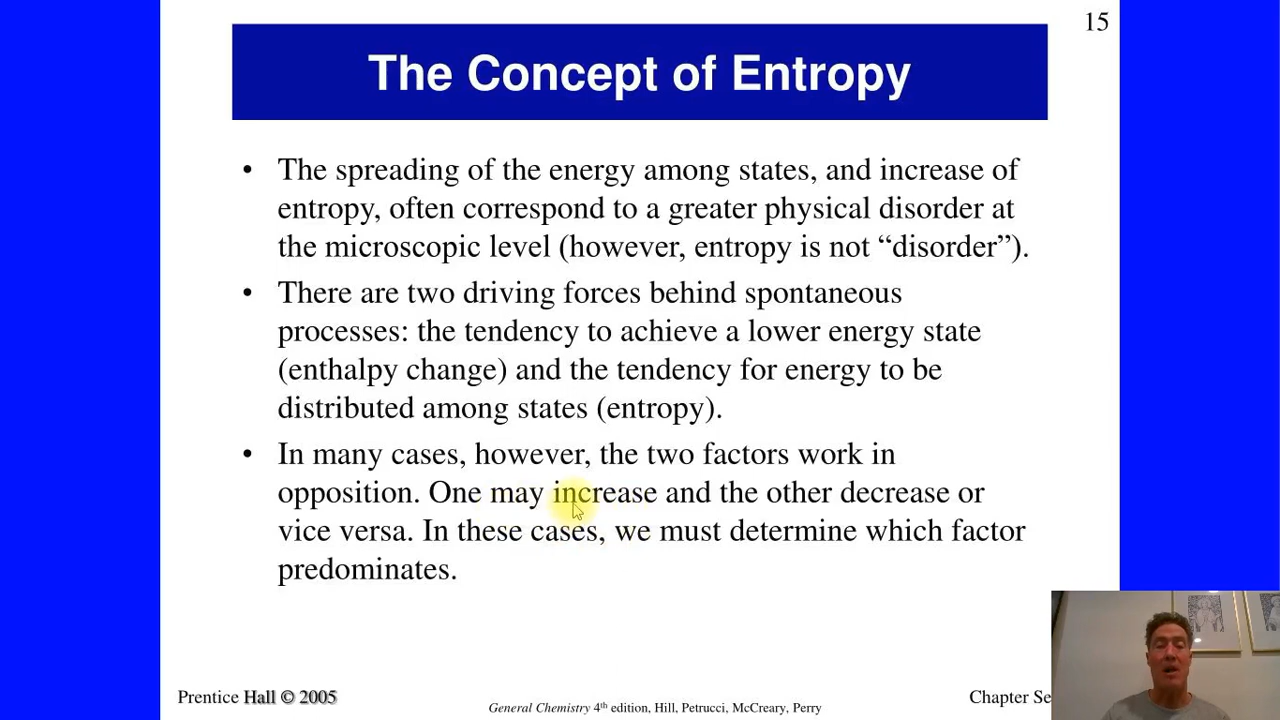 15
The Concept of Entropy
• The spreading of the energy among states, and increase of
entropy, often correspond to a greater physical disorder at
the microscopic level (however, entropy is not “disorder”).
• There are two driving forces behind spontaneous
processes: the tendency to achieve a lower energy state
(enthalpy change) and the tendency for energy to be
distributed among states (entropy).
• In many cases, however, the two factors work in
opposition. One may increase and the other decrease or
vice versa. In these cases, we must determine which factor
predominates.
Prentice Hall © 2005
General Chemistry 4th edition, Hill, Petrucci, McCreary, Perry
Chapter Se